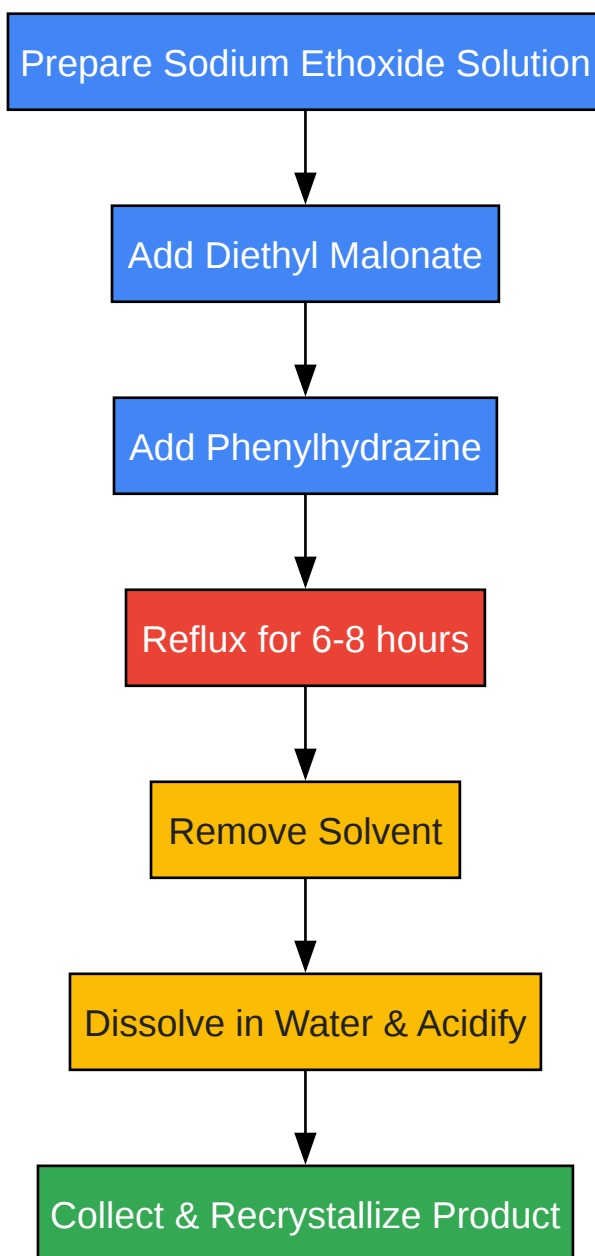 Prepare Sodium Ethoxide Solution
Add Diethyl Malonate
Add Phenylhydrazine
Reflux for 6-8 hours
Remove Solvent
Dissolve in Water & Acidify
Collect & Recrystallize Product